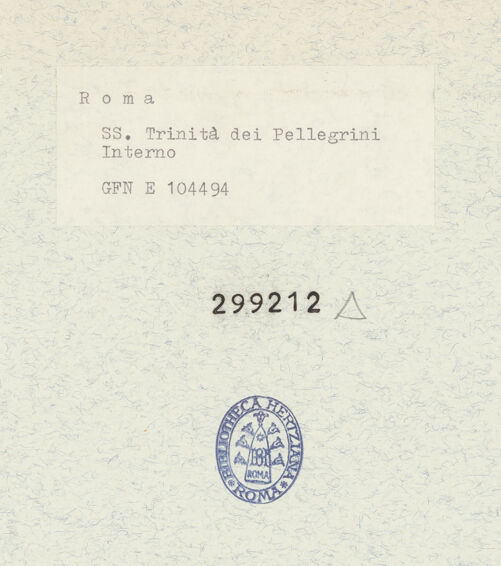 R o m a
SS. Trinità dei Pellegrini
Interno
GFN E 104494
299212
BIBLIOTHECA HERTZIANA
ROMA
ROMA